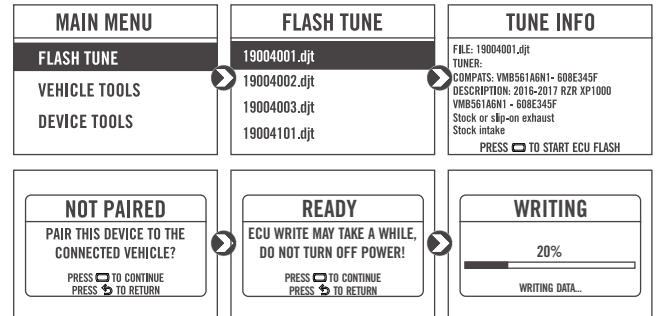 MAIN MENU
FLASH TUNE
VEHICLE TOOLS
DEVICE TOOLS
FLASH TUNE
19004001.djt
19004002.djt
19004003.djt
19004101.djt
TUNE INFO
FILE: 19004001.djt
TUNER:
COMPATS: VMB561A6N1- 608E345F
DESCRIPTION: 2016-2017 RZR XP1000
VMB561A6N1 - 608E345F
Stock or slip-on exhaust
Stock intake
PRESS TO START ECU FLASH
NOT PAIRED
PAIR THIS DEVICE TO THE
CONNECTED VEHICLE?
PRESS TO CONTINUE
PRESS TO RETURN
READY
ECU WRITE MAY TAKE A WHILE,
DO NOT TURN OFF POWER!
PRESS TO CONTINUE
PRESS TO RETURN
WRITING
20%
WRITING DATA...